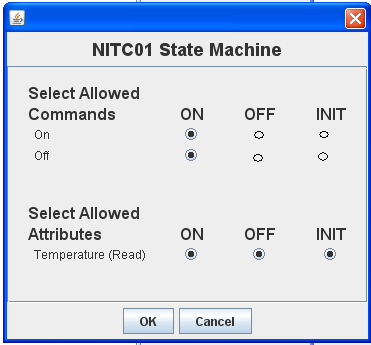 NITC01 State Machine
Select Allowed
Commands ON OFF INIT
On
Off
Select Allowed
Attributes ON OFF INIT
Temperature (Read)
OK Cancel